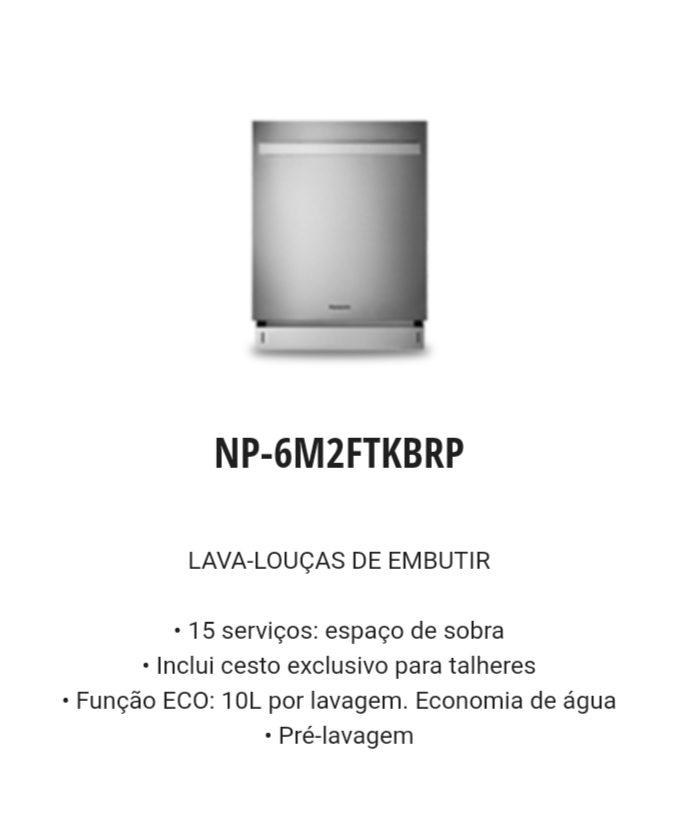 NP-6M2FTKBRP
LAVA-LOUÇAS DE EMBUTIR
• 15 serviços: espaço de sobra
• Inclui cesto exclusivo para talheres
• Função ECO: 10L por lavagem. Economia de água
• Pré-lavagem